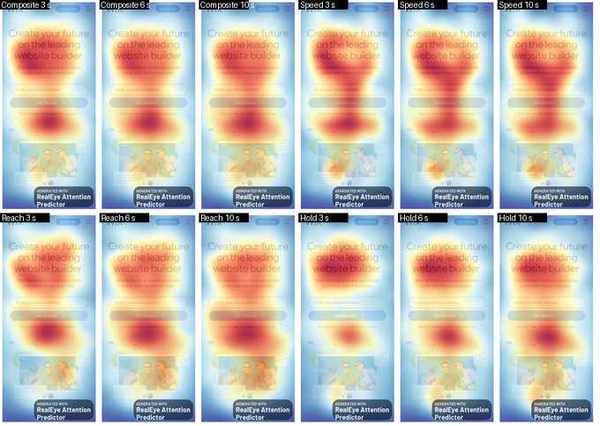 Composite 3 s
Composite 6 s
Composite 10 s
Speed 3 s
Speed 6 s
Speed 10 s
Create your future
on the leading
website builder
Create your future
on the leading
website builder
Create your future
on the leading
website builder
Create your future
on the leading
website builder
Create your future
on the leading
website builder
Create your future
on the leading
website builder
GENERATED WITH
RealEye Attention
Predictor
GENERATED WITH
RealEye Attention
Predictor
GENERATED WITH
RealEye Attention
Predictor
GENERATED WITH
RealEye Attention
Predictor
GENERATED WITH
RealEye Attention
Predictor
GENERATED WITH
RealEye Attention
Predictor
Reach 3 s
Reach 6 s
Reach 10 s
Hold 3 s
Hold 6 s
Hold 10 s
Create your future
on the leading
website builder
Create your future
on the leading
website builder
Create your future
on the leading
website builder
Create your future
on the leading
website builder
Create your future
on the leading
website builder
Create your future
on the leading
website builder
GENERATED WITH
RealEye Attention
Predictor
GENERATED WITH
RealEye Attention
Predictor
GENERATED WITH
RealEye Attention
Predictor
GENERATED WITH
RealEye Attention
Predictor
GENERATED WITH
RealEye Attention
Predictor
GENERATED WITH
RealEye Attention
Predictor